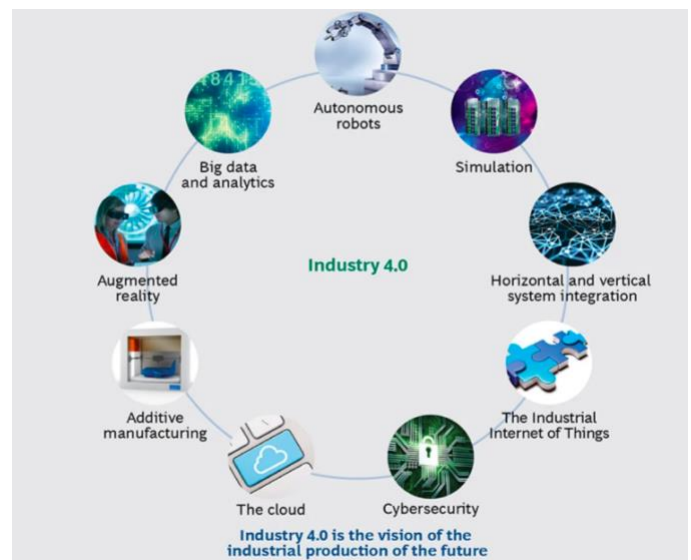 Autonomous
robots
Simulation
Horizontal and vertical
system integration
The Industrial
Internet of Things
Cybersecurity
The cloud
Additive
manufacturing
Augmented
reality
Big data
and analytics
Industry 4.0
Industry 4.0 is the vision of the
industrial production of the future